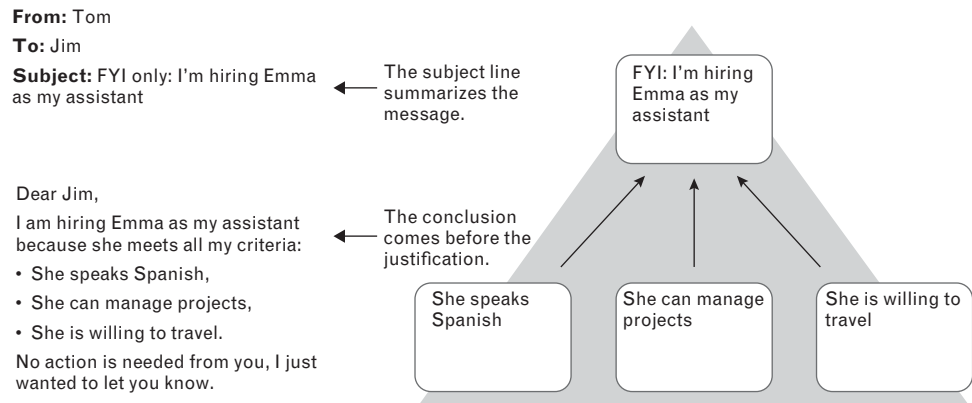 From: Tom
To: Jim
Subject: FYI only: I'm hiring Emma
as my assistant
The subject line
summarizes the
message.
Dear Jim,
I am hiring Emma as my assistant
because she meets all my criteria:
• She speaks Spanish,
• She can manage projects,
• She is willing to travel.
No action is needed from you, I just
wanted to let you know.
The conclusion
comes before the
justification.
FYI: I'm hiring
Emma as my
assistant
She speaks
Spanish
She can manage
projects
She is willing to
travel